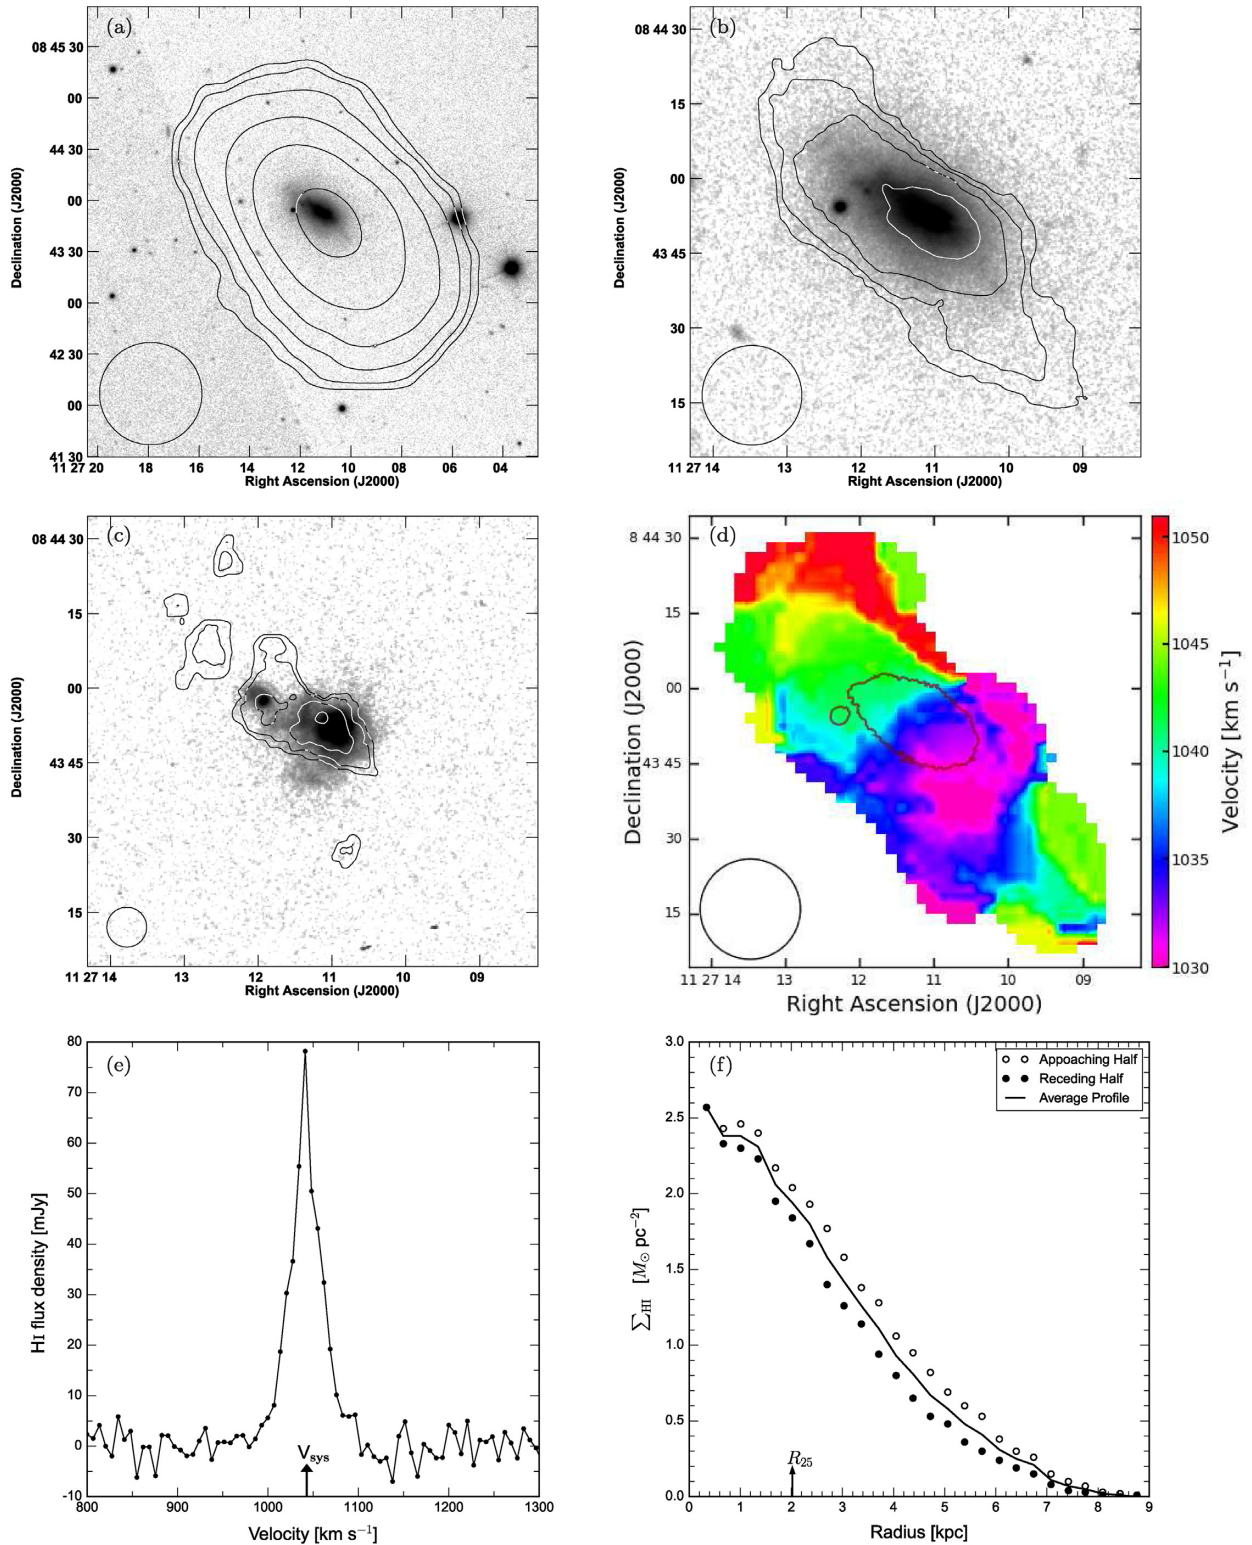 (a)
08 45 30
00
44 30
00
43 30
00
42 30
00
41 30
11 27 20 18 16 14 12 10 08 06 04
Declination (J2000)
Right Ascension (J2000)
(b)
08 44 30
15
00
43 45
30
15
11 27 14 13 12 11 10 09
Declination (J2000)
Right Ascension (J2000)
(c)
08 44 30
15
00
43 45
30
15
11 27 14 13 12 11 10 09
Declination (J2000)
Right Ascension (J2000)
(d)
8 44 30
15
00
43 45
30
15
11 27 14 13 12 11 10 09
Declination (J2000)
Right Ascension (J2000)
1050
1045
1040
1035
1030
Velocity [km s⁻¹]
(e)
80
70
60
50
40
30
20
10
0
-10
800 900 1000 1100 1200 1300
HI flux density [mJy]
Vsys
Velocity [km s⁻¹]
(f)
Appoaching Half
Receding Half
Average Profile
3.0
2.5
2.0
1.5
1.0
0.5
0.0
0 1 2 3 4 5 6 7 8 9
∑HI [M⊙ pc⁻²]
R25
Radius [kpc]